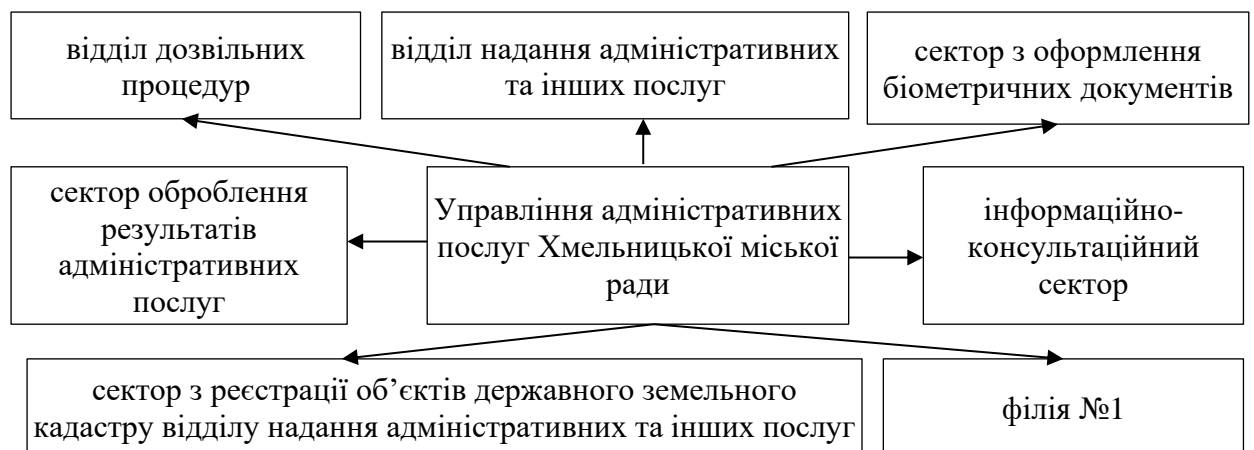 відділ дозвільних
процедур
відділ надання адміністративних
та інших послуг
сектор з оформлення
біометричних документів
сектор оброблення
результатів
адміністративних
послуг
Управління адміністративних
послуг Хмельницької міської
ради
інформаційно-
консультаційний
сектор
сектор з реєстрації об’єктів державного земельного
кадастру відділу надання адміністративних та інших послуг
філія №1